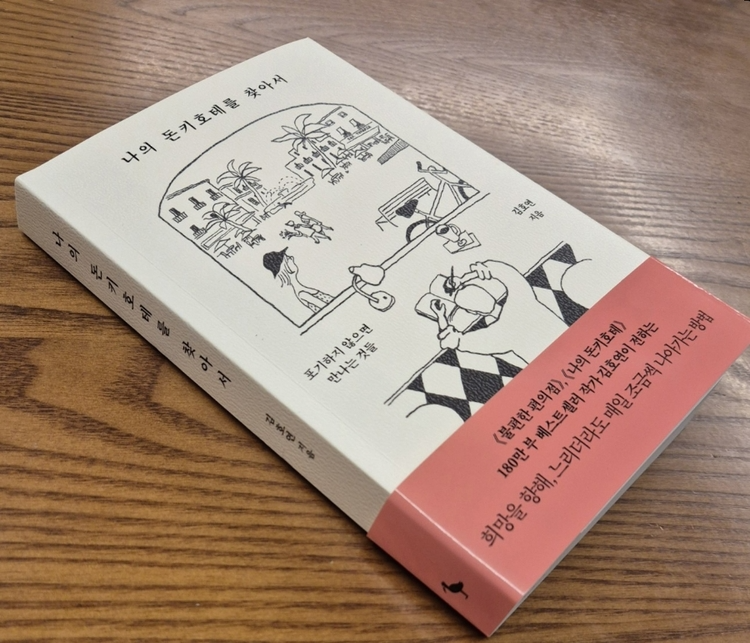 나의 돈키호테를 찾아서
김호연
지음
포기하지 않으면
만나는 것들
《불편한 편의점》, 《나의 돈키호테》
180만 부 베스트셀러 작가 김호연이 전하는
희망을 향해, 느리더라도 매일 조금씩 나아가는 방법
나의 돈키호테를 찾아서
김호연 지음